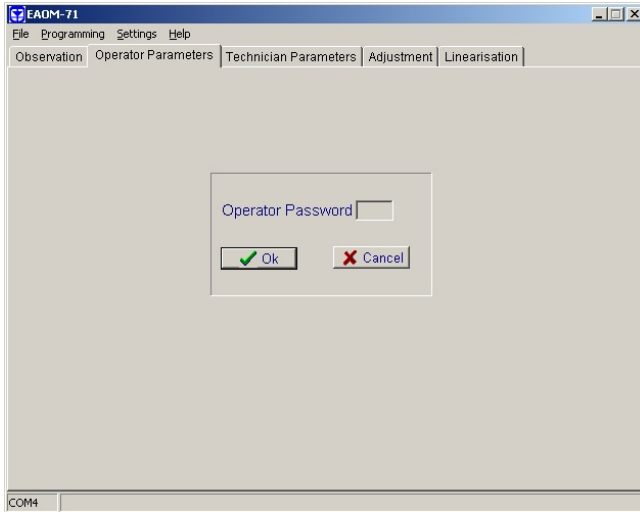 EAOM-71
File Programming Settings Help
Observation Operator Parameters Technician Parameters Adjustment Linearisation
Operator Password
Ok Cancel
COM4